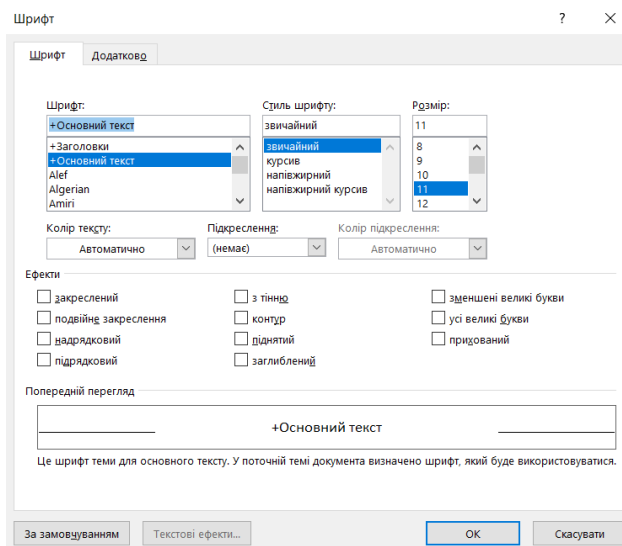 Шрифт ?
Шрифт Додатково
Шрифт: Стиль шрифту: Розмір:
+Основний текст звичайний 11
+Заголовки звичайний 8
+Основний текст курсив 9
Alef напівжирний 10
Algerian напівжирний курсив 11
Amiri 12
Колір тексту: Підкреслення: Колір підкреслення:
Автоматично (немає) Автоматично
Ефекти
закреслений з тінню зменшені великі букви
подвійне закреслення контур усі великі букви
надрядковий піднятий прихований
підрядковий заглиблений
Попередній перегляд
+Основний текст
Це шрифт теми для основного тексту. У поточній темі документа визначено шрифт, який буде використовуватися.
За замовчуванням Текстові ефекти... ОК Скасувати